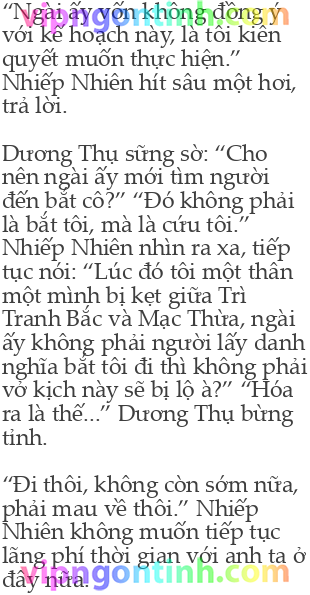 “Ngài ấy vốn không đồng ý
với kế hoạch này, là tôi kiên
quyết muốn thực hiện.”
Nhiếp Nhiên hít sâu một hơi,
trả lời.
Dương Thụ sững sờ: “Cho
nên ngài ấy mới tìm người
đến bắt cô?” “Đó không phải
là bắt tôi, mà là cứu tôi.”
Nhiếp Nhiên nhìn ra xa, tiếp
tục nói: “Lúc đó tôi một thân
một mình bị kẹt giữa Trì
Tranh Bắc và Mạc Thừa, ngài
ấy không phải người lấy danh
nghĩa bắt tôi đi thì không phải
vở kịch này sẽ bị lộ à?” “Hóa
ra là thế...” Dương Thụ bừng
tỉnh.
“Đi thôi, không còn sớm nữa,
phải mau về thôi.” Nhiếp
Nhiên không muốn tiếp tục
lãng phí thời gian với anh ta ở
đây nữa.
vipngontinh.com
vipngontinh.com